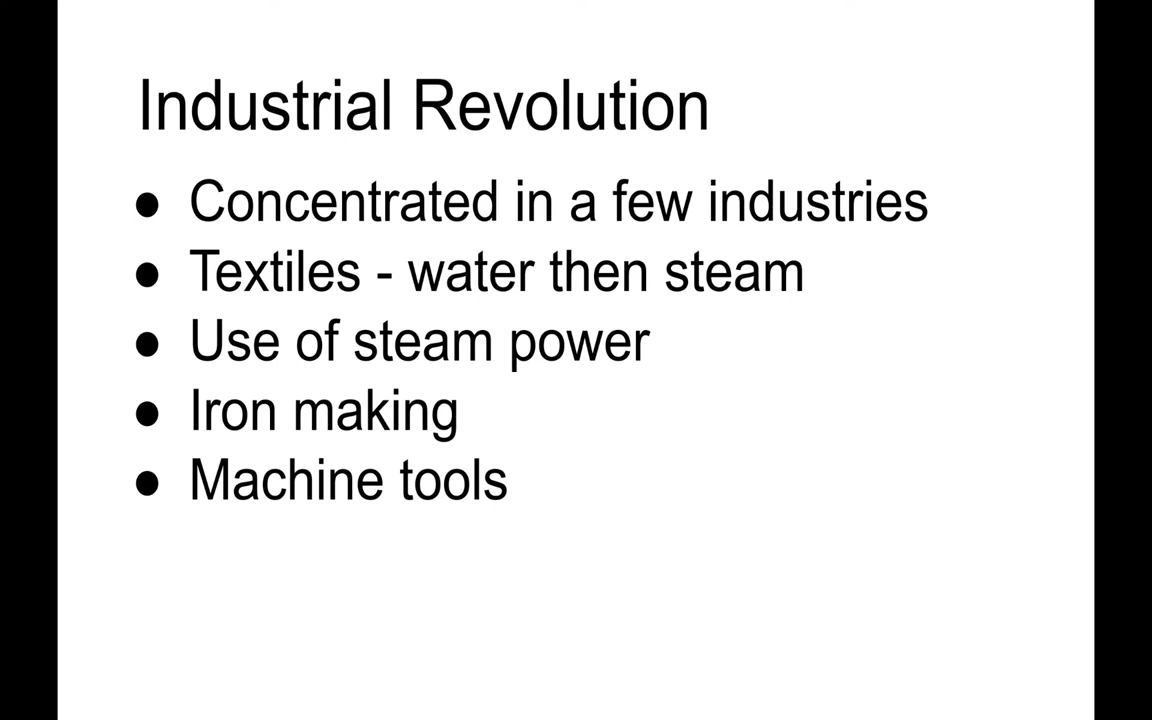 Industrial Revolution
● Concentrated in a few industries
● Textiles - water then steam
● Use of steam power
● Iron making
● Machine tools